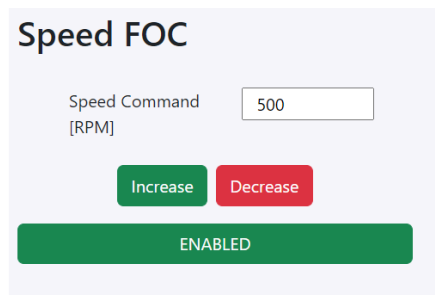 Speed FOC
Speed Command 500
[RPM]
Increase Decrease
ENABLED